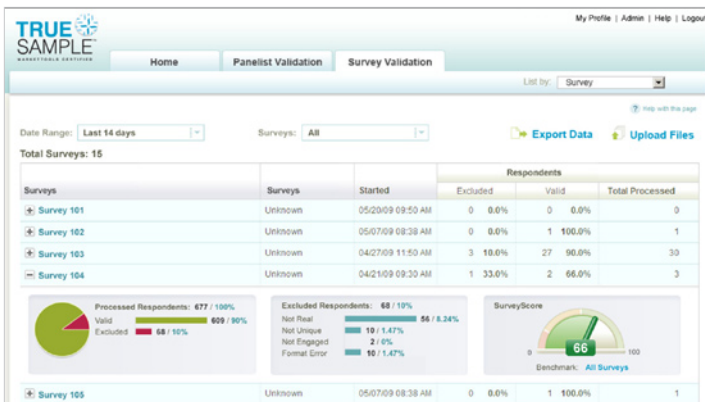 My Profile | Admin | Help | Logout
TRUE
SAMPLE
MARKETTOOLS CERTIFIED
Home Panelist Validation Survey Validation
List by: Survey
? Help with this page
Date Range: Last 14 days Surveys: All Export Data Upload Files
Total Surveys: 15
Respondents
Surveys Surveys Started Excluded Valid Total Processed
Survey 101 Unknown 05/20/09 09:50 AM 0 0.0% 0 0.0% 0
Survey 102 Unknown 05/07/09 08:38 AM 0 0.0% 1 100.0% 1
Survey 103 Unknown 04/27/09 11:50 AM 3 10.0% 27 90.0% 30
Survey 104 Unknown 04/21/09 09:30 AM 1 33.0% 2 66.0% 3
Processed Respondents: 677 / 100%
Valid 609 / 90%
Excluded 68 / 10%
Excluded Respondents: 68 / 10%
Not Real 56 / 8.24%
Not Unique 10 / 1.47%
Not Engaged 2 / 0%
Format Error 10 / 1.47%
SurveyScore
0 66 100
Benchmark: All Surveys
Survey 105 Unknown 05/07/09 08:38 AM 0 0.0% 1 100.0% 1